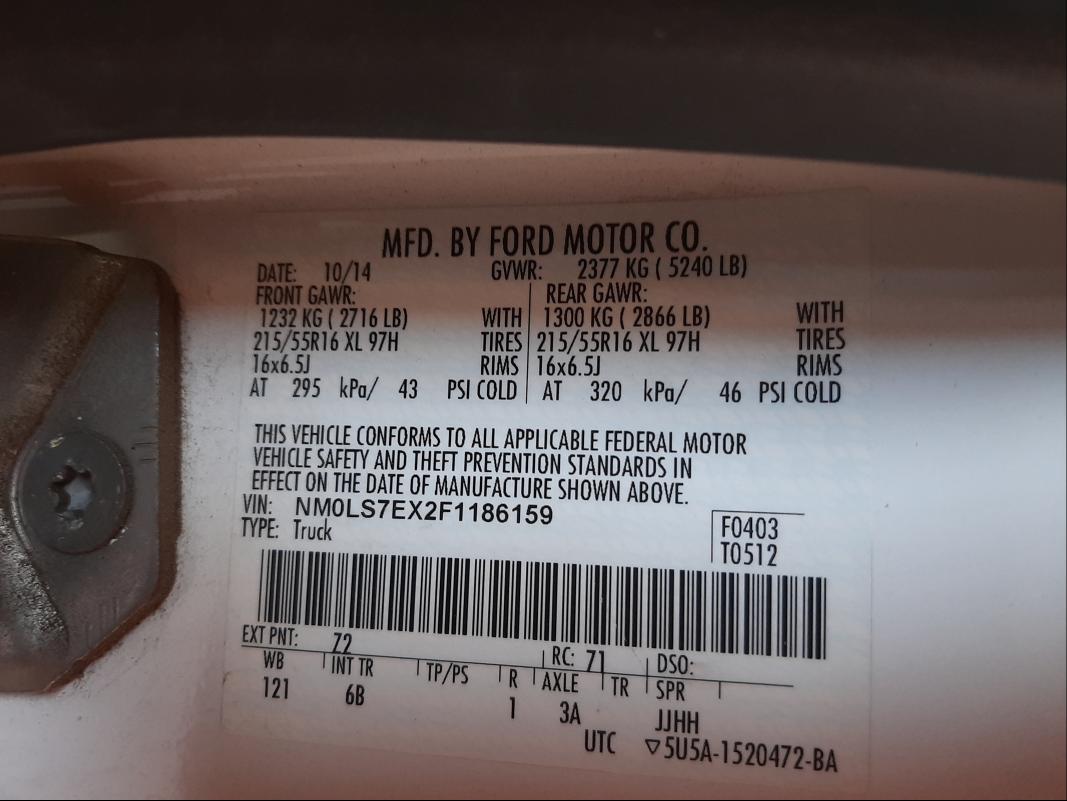 MFD. BY FORD MOTOR CO.
DATE: 10/14 GVWR: 2377 KG ( 5240 LB)
FRONT GAWR: REAR GAWR:
1232 KG ( 2716 LB) WITH 1300 KG ( 2866 LB) WITH
215/55R16 XL 97H TIRES 215/55R16 XL 97H TIRES
16x6.5J RIMS 16x6.5J RIMS
AT 295 kPa/ 43 PSI COLD AT 320 kPa/ 46 PSI COLD
THIS VEHICLE CONFORMS TO ALL APPLICABLE FEDERAL MOTOR
VEHICLE SAFETY AND THEFT PREVENTION STANDARDS IN
EFFECT ON THE DATE OF MANUFACTURE SHOWN ABOVE.
VIN: NM0LS7EX2F1186159
TYPE: Truck
F0403
T0512
EXT PNT: 72 RC: 71 DSO:
WB INT TR TP/PS R AXLE TR SPR
121 6B 1 3A JJHH
UTC ▽5U5A-1520472-BA